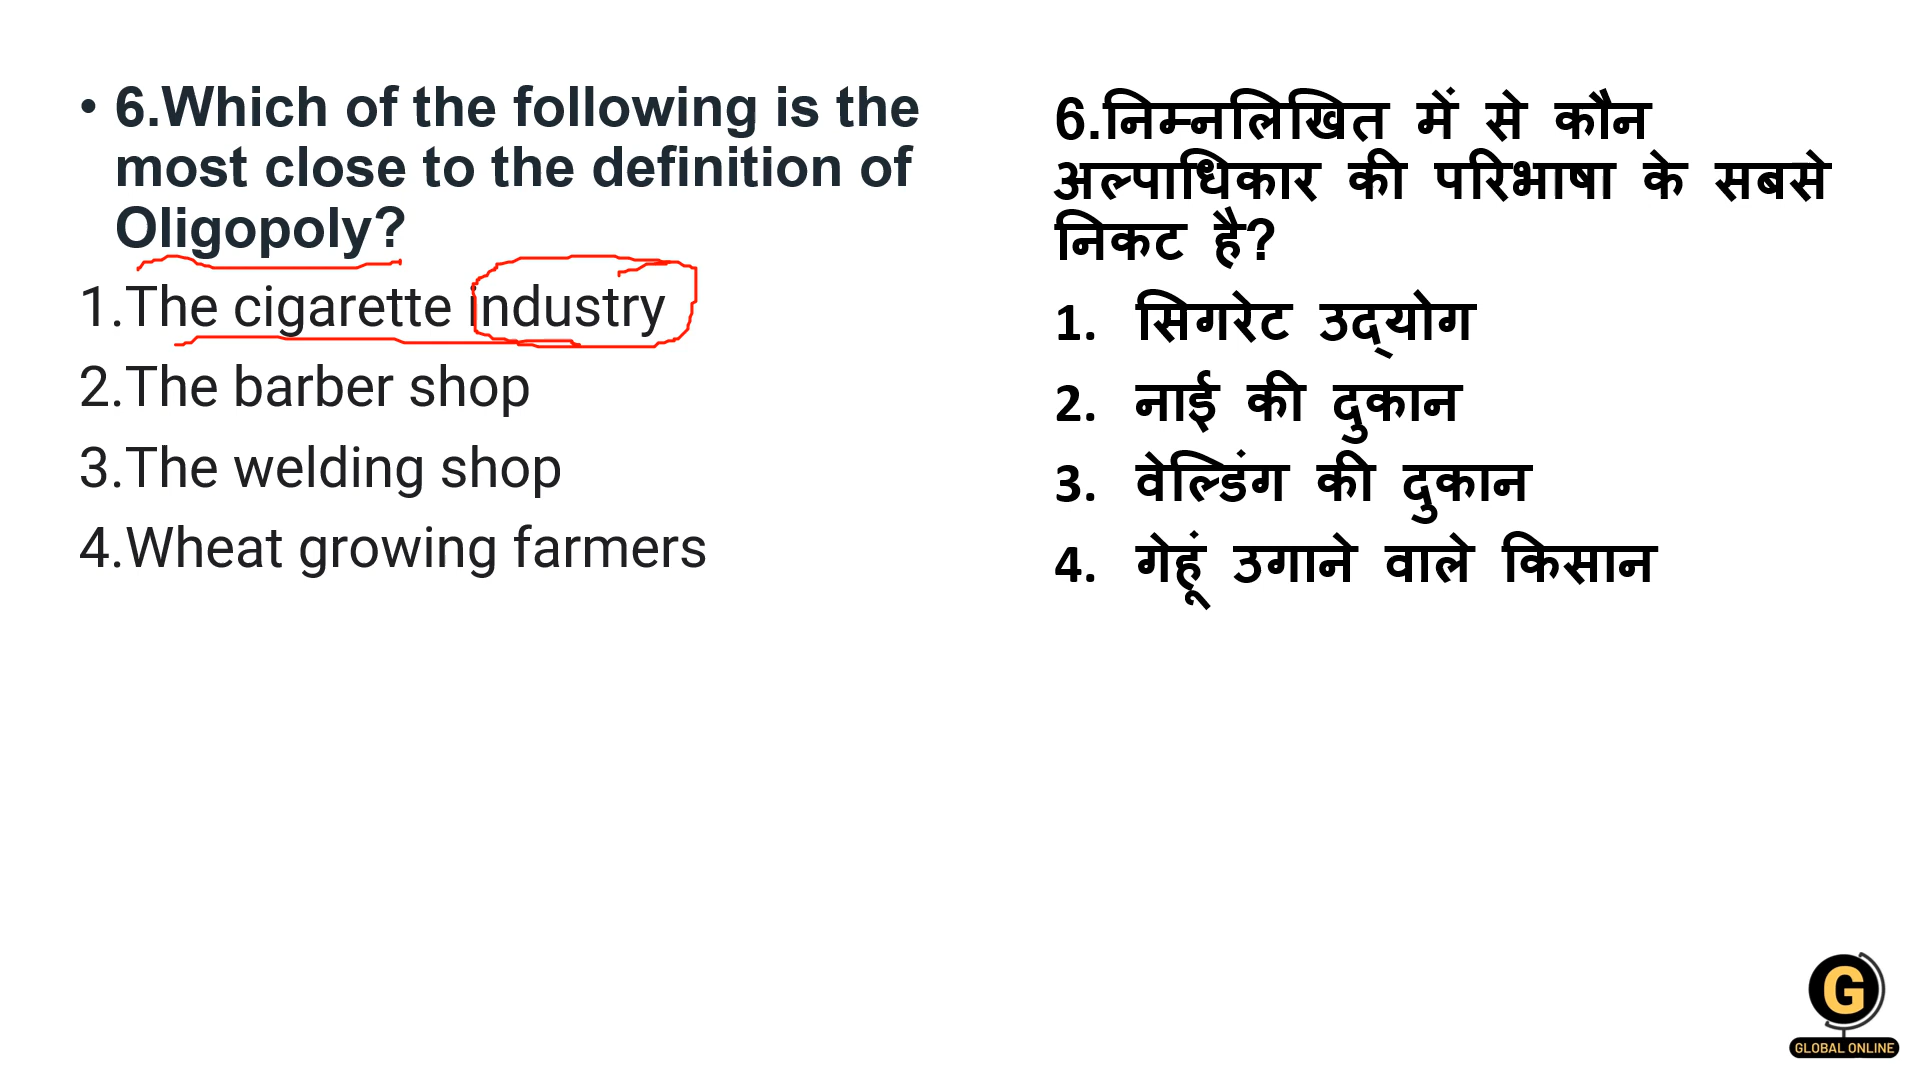 • 6.Which of the following is the
most close to the definition of
Oligopoly?
1.The cigarette industry
2.The barber shop
3.The welding shop
4.Wheat growing farmers
6.निम्नलिखित में से कौन
अल्पाधिकार की परिभाषा के सबसे
निकट है?
1. सिगरेट उद्योग
2. नाई की दुकान
3. वेल्डिंग की दुकान
4. गेहूं उगाने वाले किसान
G
GLOBAL ONLINE